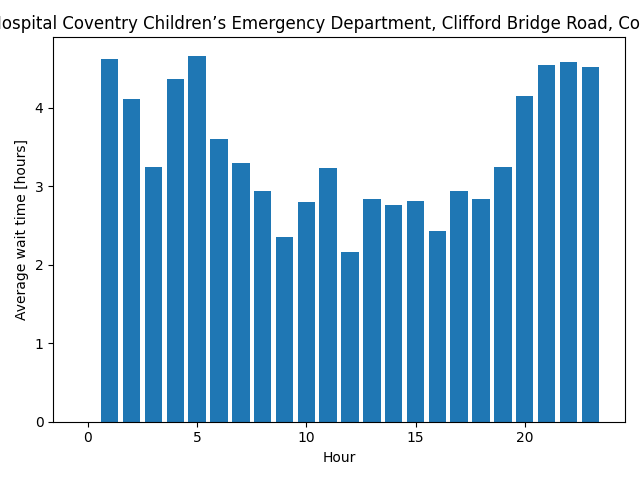 Hospital Coventry Children’s Emergency Department, Clifford Bridge Road, Co
Average wait time [hours]
4
3
2
1
0
0 5 10 15 20
Hour